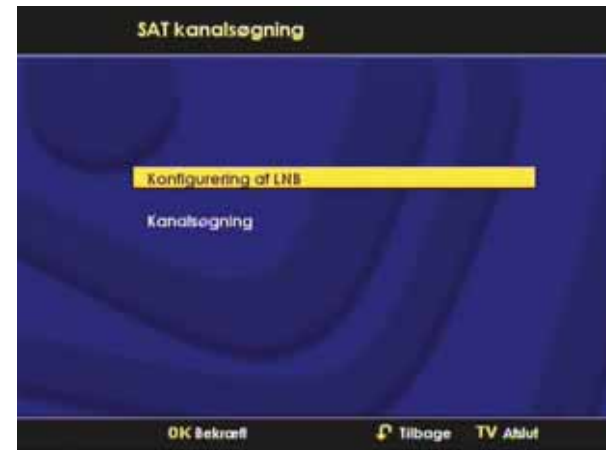 SAT kanalsøgning
Konfigurering af LNB
Kanalsøgning
OK Bekræft Tilbage TV Afslut